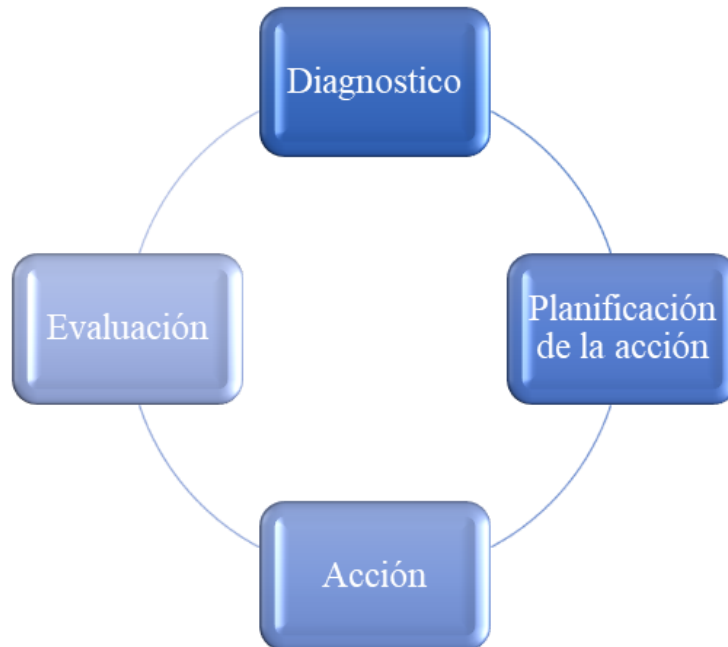 Diagnostico
Planificación
de la acción
Acción
Evaluación